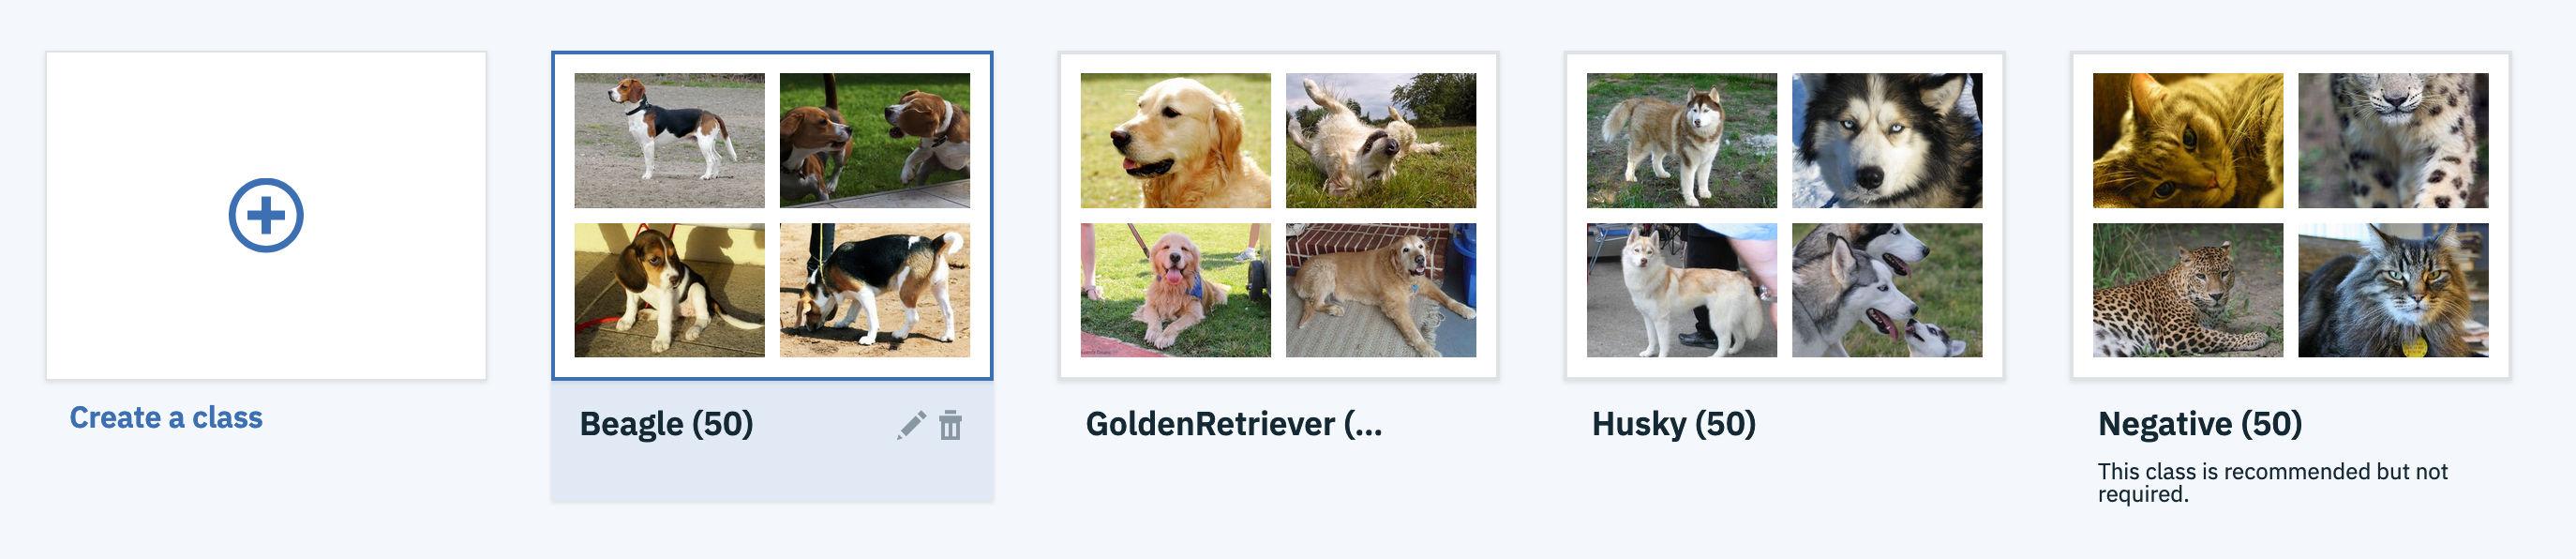 Create a class
Beagle (50)
GoldenRetriever (...
Husky (50)
Negative (50)
This class is recommended but not
required.